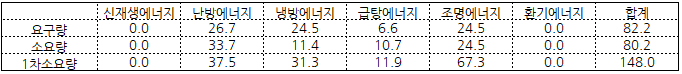 신재생에너지 난방에너지 냉방에너지 급탕에너지 조명에너지 환기에너지 합계
요구량 0.0 26.7 24.5 6.6 24.5 0.0 82.2
소요량 0.0 33.7 11.4 10.7 24.5 0.0 80.2
1차소요량 0.0 37.5 31.3 11.9 67.3 0.0 148.0